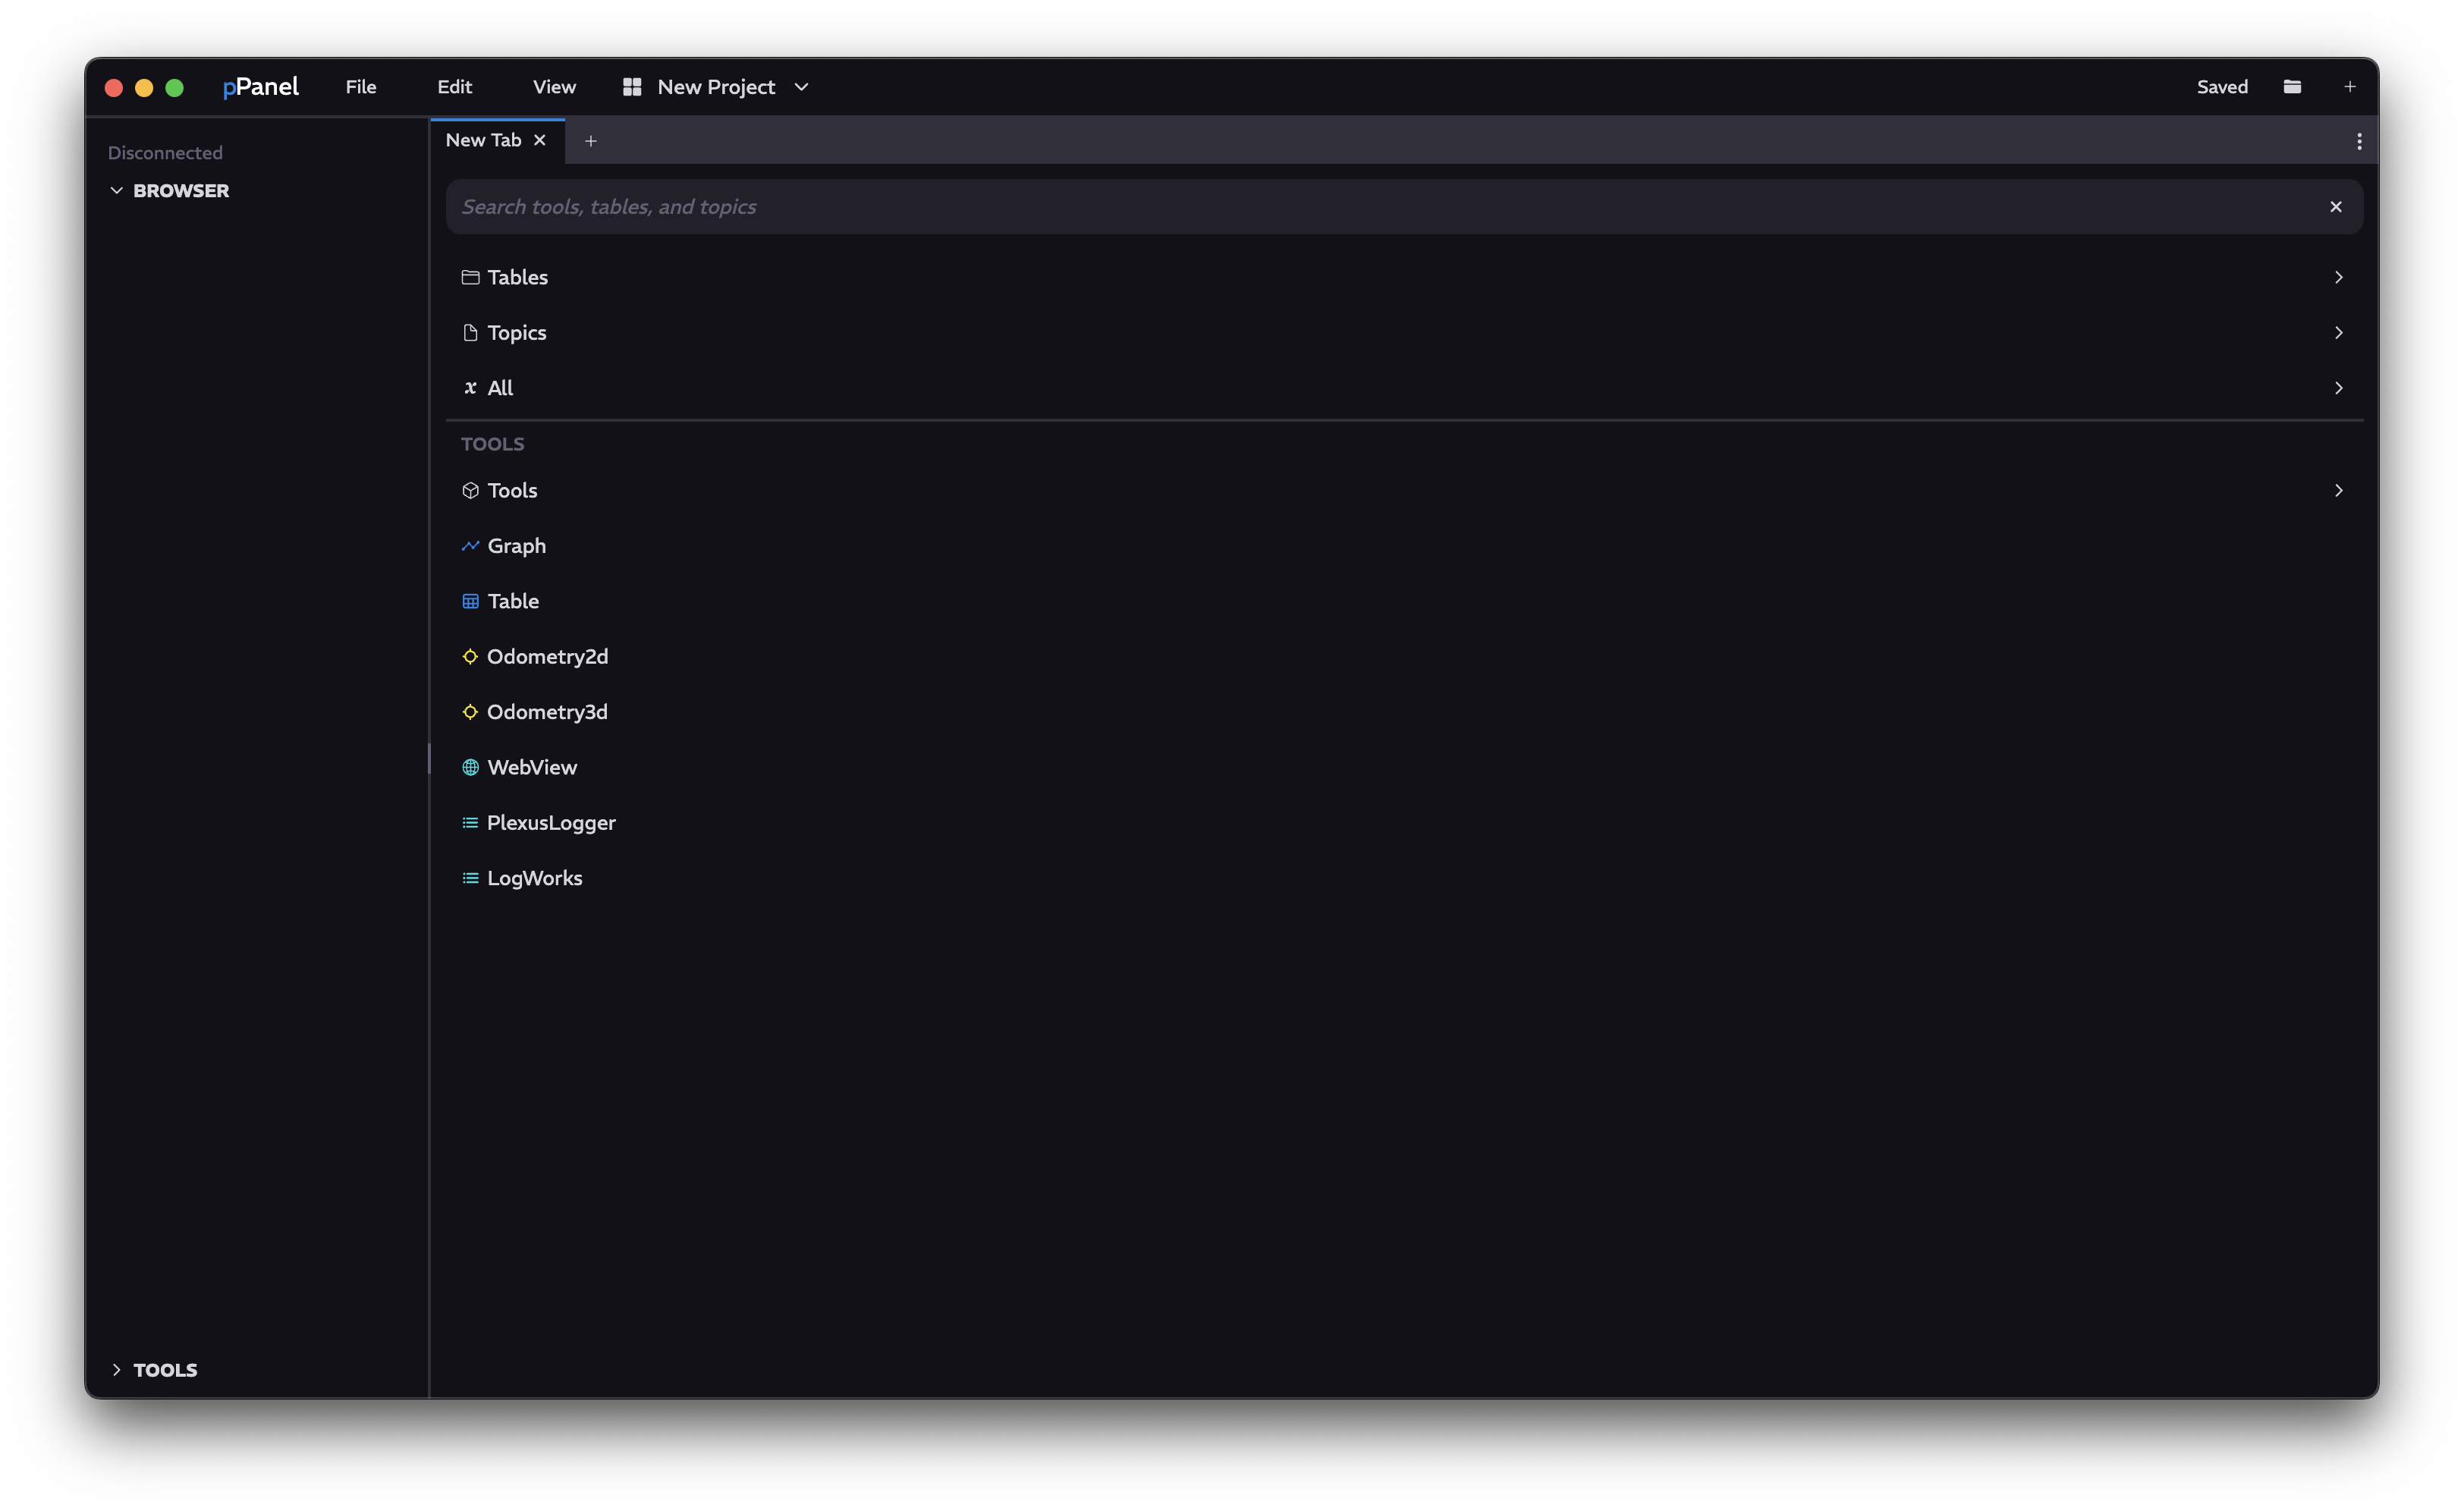 pPanel File Edit View New Project Saved
Disconnected
BROWSER
New Tab
Search tools, tables, and topics
Tables
Topics
All
TOOLS
Tools
Graph
Table
Odometry2d
Odometry3d
WebView
PlexusLogger
LogWorks
TOOLS